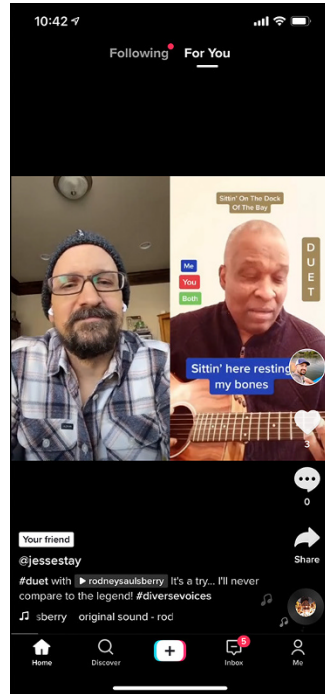 10:42
Following For You
Sittin' On The Dock
Of The Bay
Me
You
Both
DUET
Sittin' here resting
my bones
3
0
Your friend
@jessestay
Share
#duet with rodneysaulsberry It's a try... I'll never
compare to the legend! #diversevoices
sberry original sound - rod
5
Home Discover Inbox Me